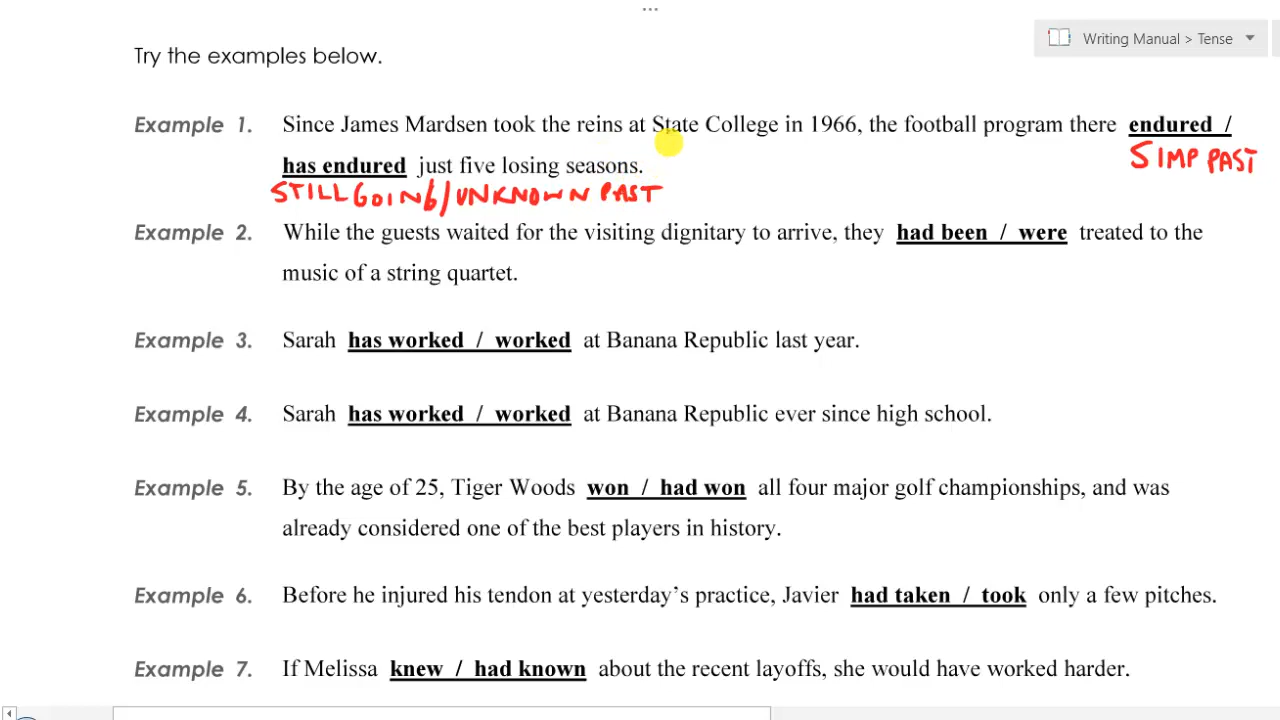 ...
Writing Manual > Tense
Try the examples below.
Example 1. Since James Mardsen took the reins at State College in 1966, the football program there endured /
SIMP PAST
has endured just five losing seasons.
STILL GOING/UNKNOWN PAST
Example 2. While the guests waited for the visiting dignitary to arrive, they had been / were treated to the
music of a string quartet.
Example 3. Sarah has worked / worked at Banana Republic last year.
Example 4. Sarah has worked / worked at Banana Republic ever since high school.
Example 5. By the age of 25, Tiger Woods won / had won all four major golf championships, and was
already considered one of the best players in history.
Example 6. Before he injured his tendon at yesterday's practice, Javier had taken / took only a few pitches.
Example 7. If Melissa knew / had known about the recent layoffs, she would have worked harder.